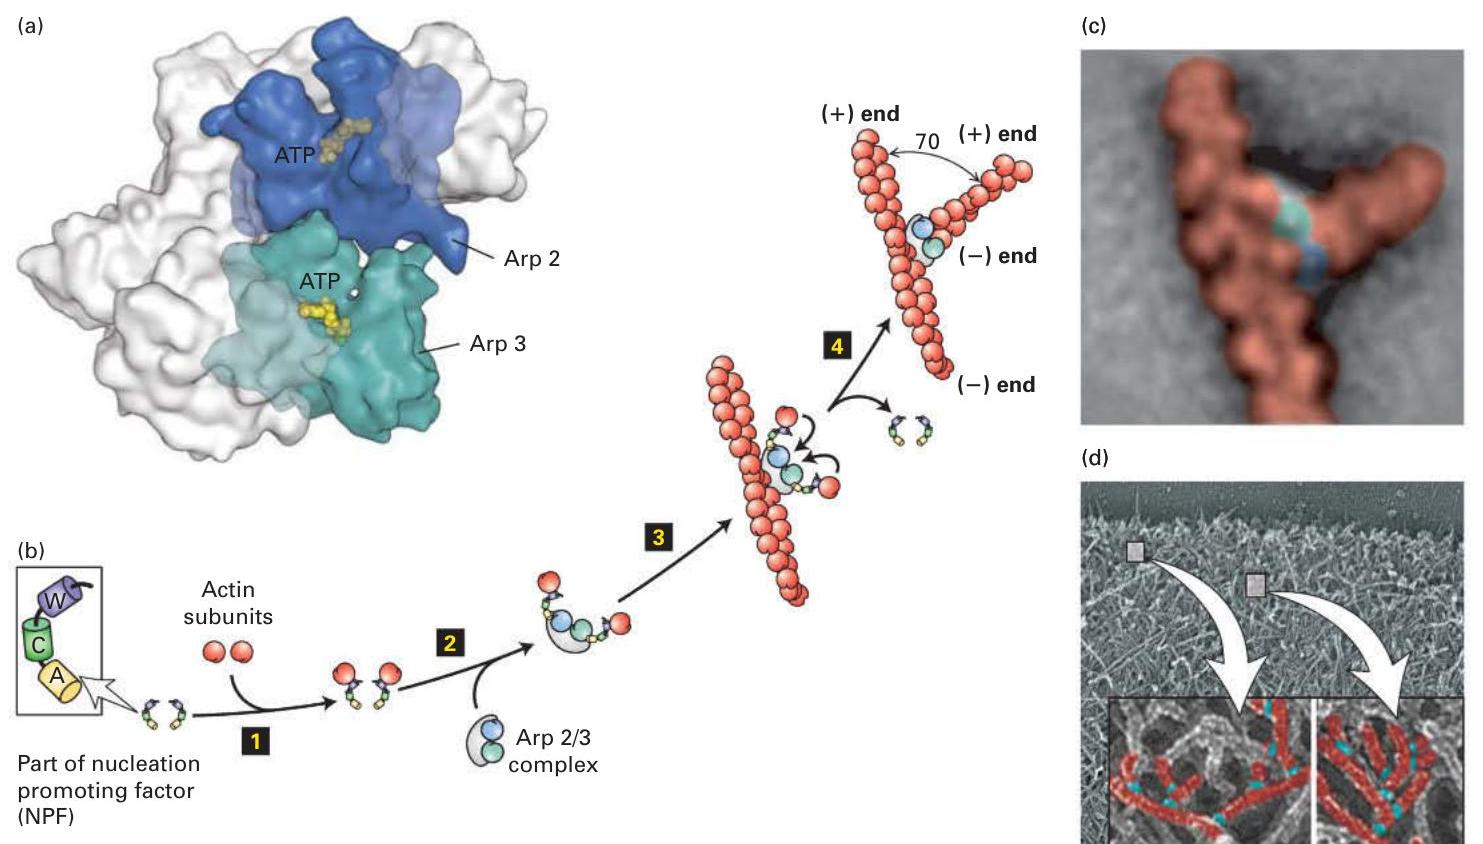 (a)
ATP
Arp 2
ATP
Arp 3
(b)
W
C
A
Part of nucleation
promoting factor
(NPF)
Actin
subunits
1
2
Arp 2/3
complex
3
4
(+) end
70
(+) end
(−) end
(−) end
(c)
(d)